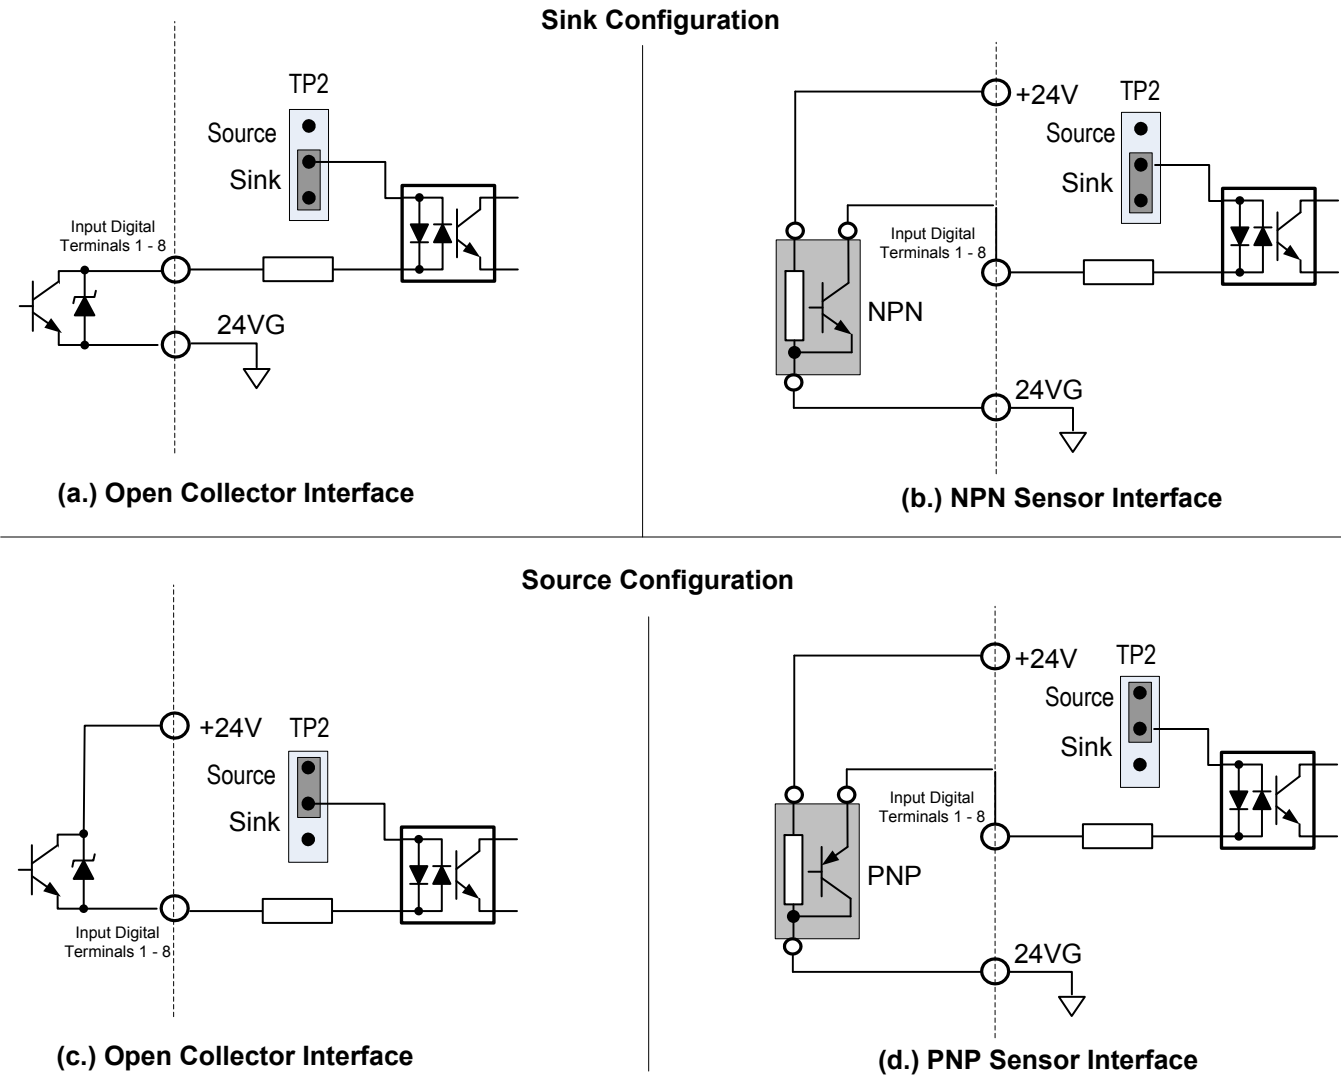 Sink Configuration
TP2
Source
Sink
Input Digital
Terminals 1 - 8
24VG
(a.) Open Collector Interface
+24V
TP2
Source
Sink
Input Digital
Terminals 1 - 8
NPN
24VG
(b.) NPN Sensor Interface
Source Configuration
+24V
TP2
Source
Sink
Input Digital
Terminals 1 - 8
(c.) Open Collector Interface
+24V
TP2
Source
Sink
Input Digital
Terminals 1 - 8
PNP
24VG
(d.) PNP Sensor Interface